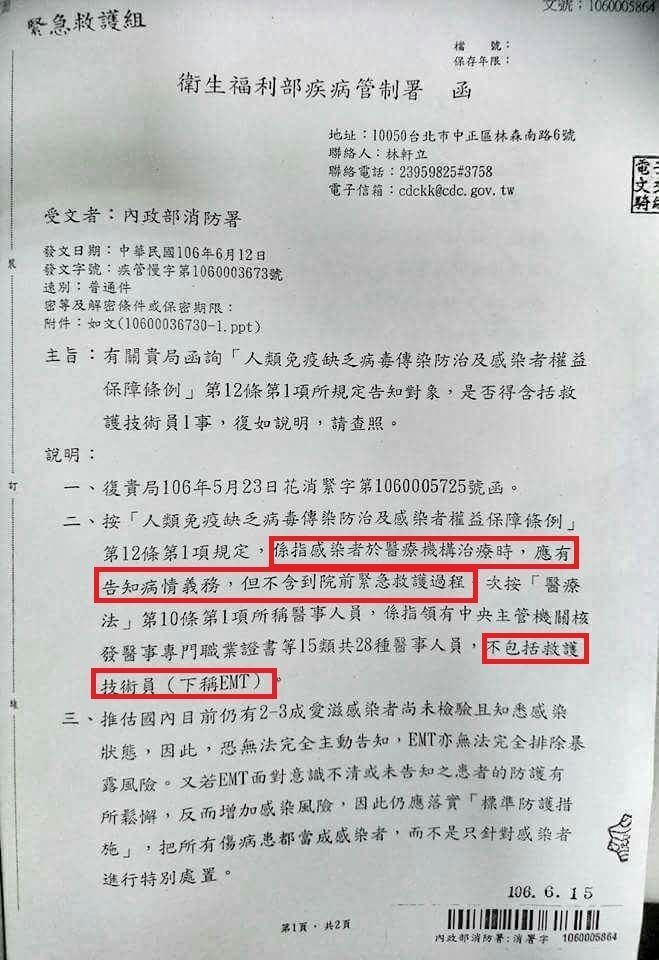 緊急救護組
文號：1060005864
檔　　號：
保存年限：
衛生福利部疾病管制署　函
地址：10050台北市中正區林森南路6號
聯絡人：林軒立
聯絡電話：23959825#3758
電子信箱：cdckk@cdc.gov.tw
受文者：內政部消防署
發文日期：中華民國106年6月12日
發文字號：疾管慢字第1060003673號
速別：普通件
密等及解密條件或保密期限：
附件：如文(10600036730-1.ppt)
主旨：有關貴局函詢「人類免疫缺乏病毒傳染防治及感染者權益
保障條例」第12條第1項所規定告知對象，是否得含括救
護技術員1事，復如說明，請查照。
說明：
一、復貴局106年5月23日花消緊字第1060005725號函。
二、按「人類免疫缺乏病毒傳染防治及感染者權益保障條例」
第12條第1項規定，係指感染者於醫療機構治療時，應有
告知病情義務，但不含到院前緊急救護過程，次按「醫療
法」第10條第1項所稱醫事人員，係指領有中央主管機關核
發醫事專門職業證書等15類共28種醫事人員，不包括救護
技術員（下稱EMT）。
三、推估國內目前仍有2-3成愛滋感染者尚未檢驗且知悉感染
狀態，因此，恐無法完全主動告知，EMT亦無法完全排除暴
露風險。又若EMT面對意識不清或未告知之患者的防護有
所鬆懈，反而增加感染風險，因此仍應落實「標準防護措
施」，把所有傷病患都當成感染者，而不是只針對感染者
進行特別處置。
106.6.15
第1頁，共2頁
內政部消防署:消署字　1060005864
裝
訂
線